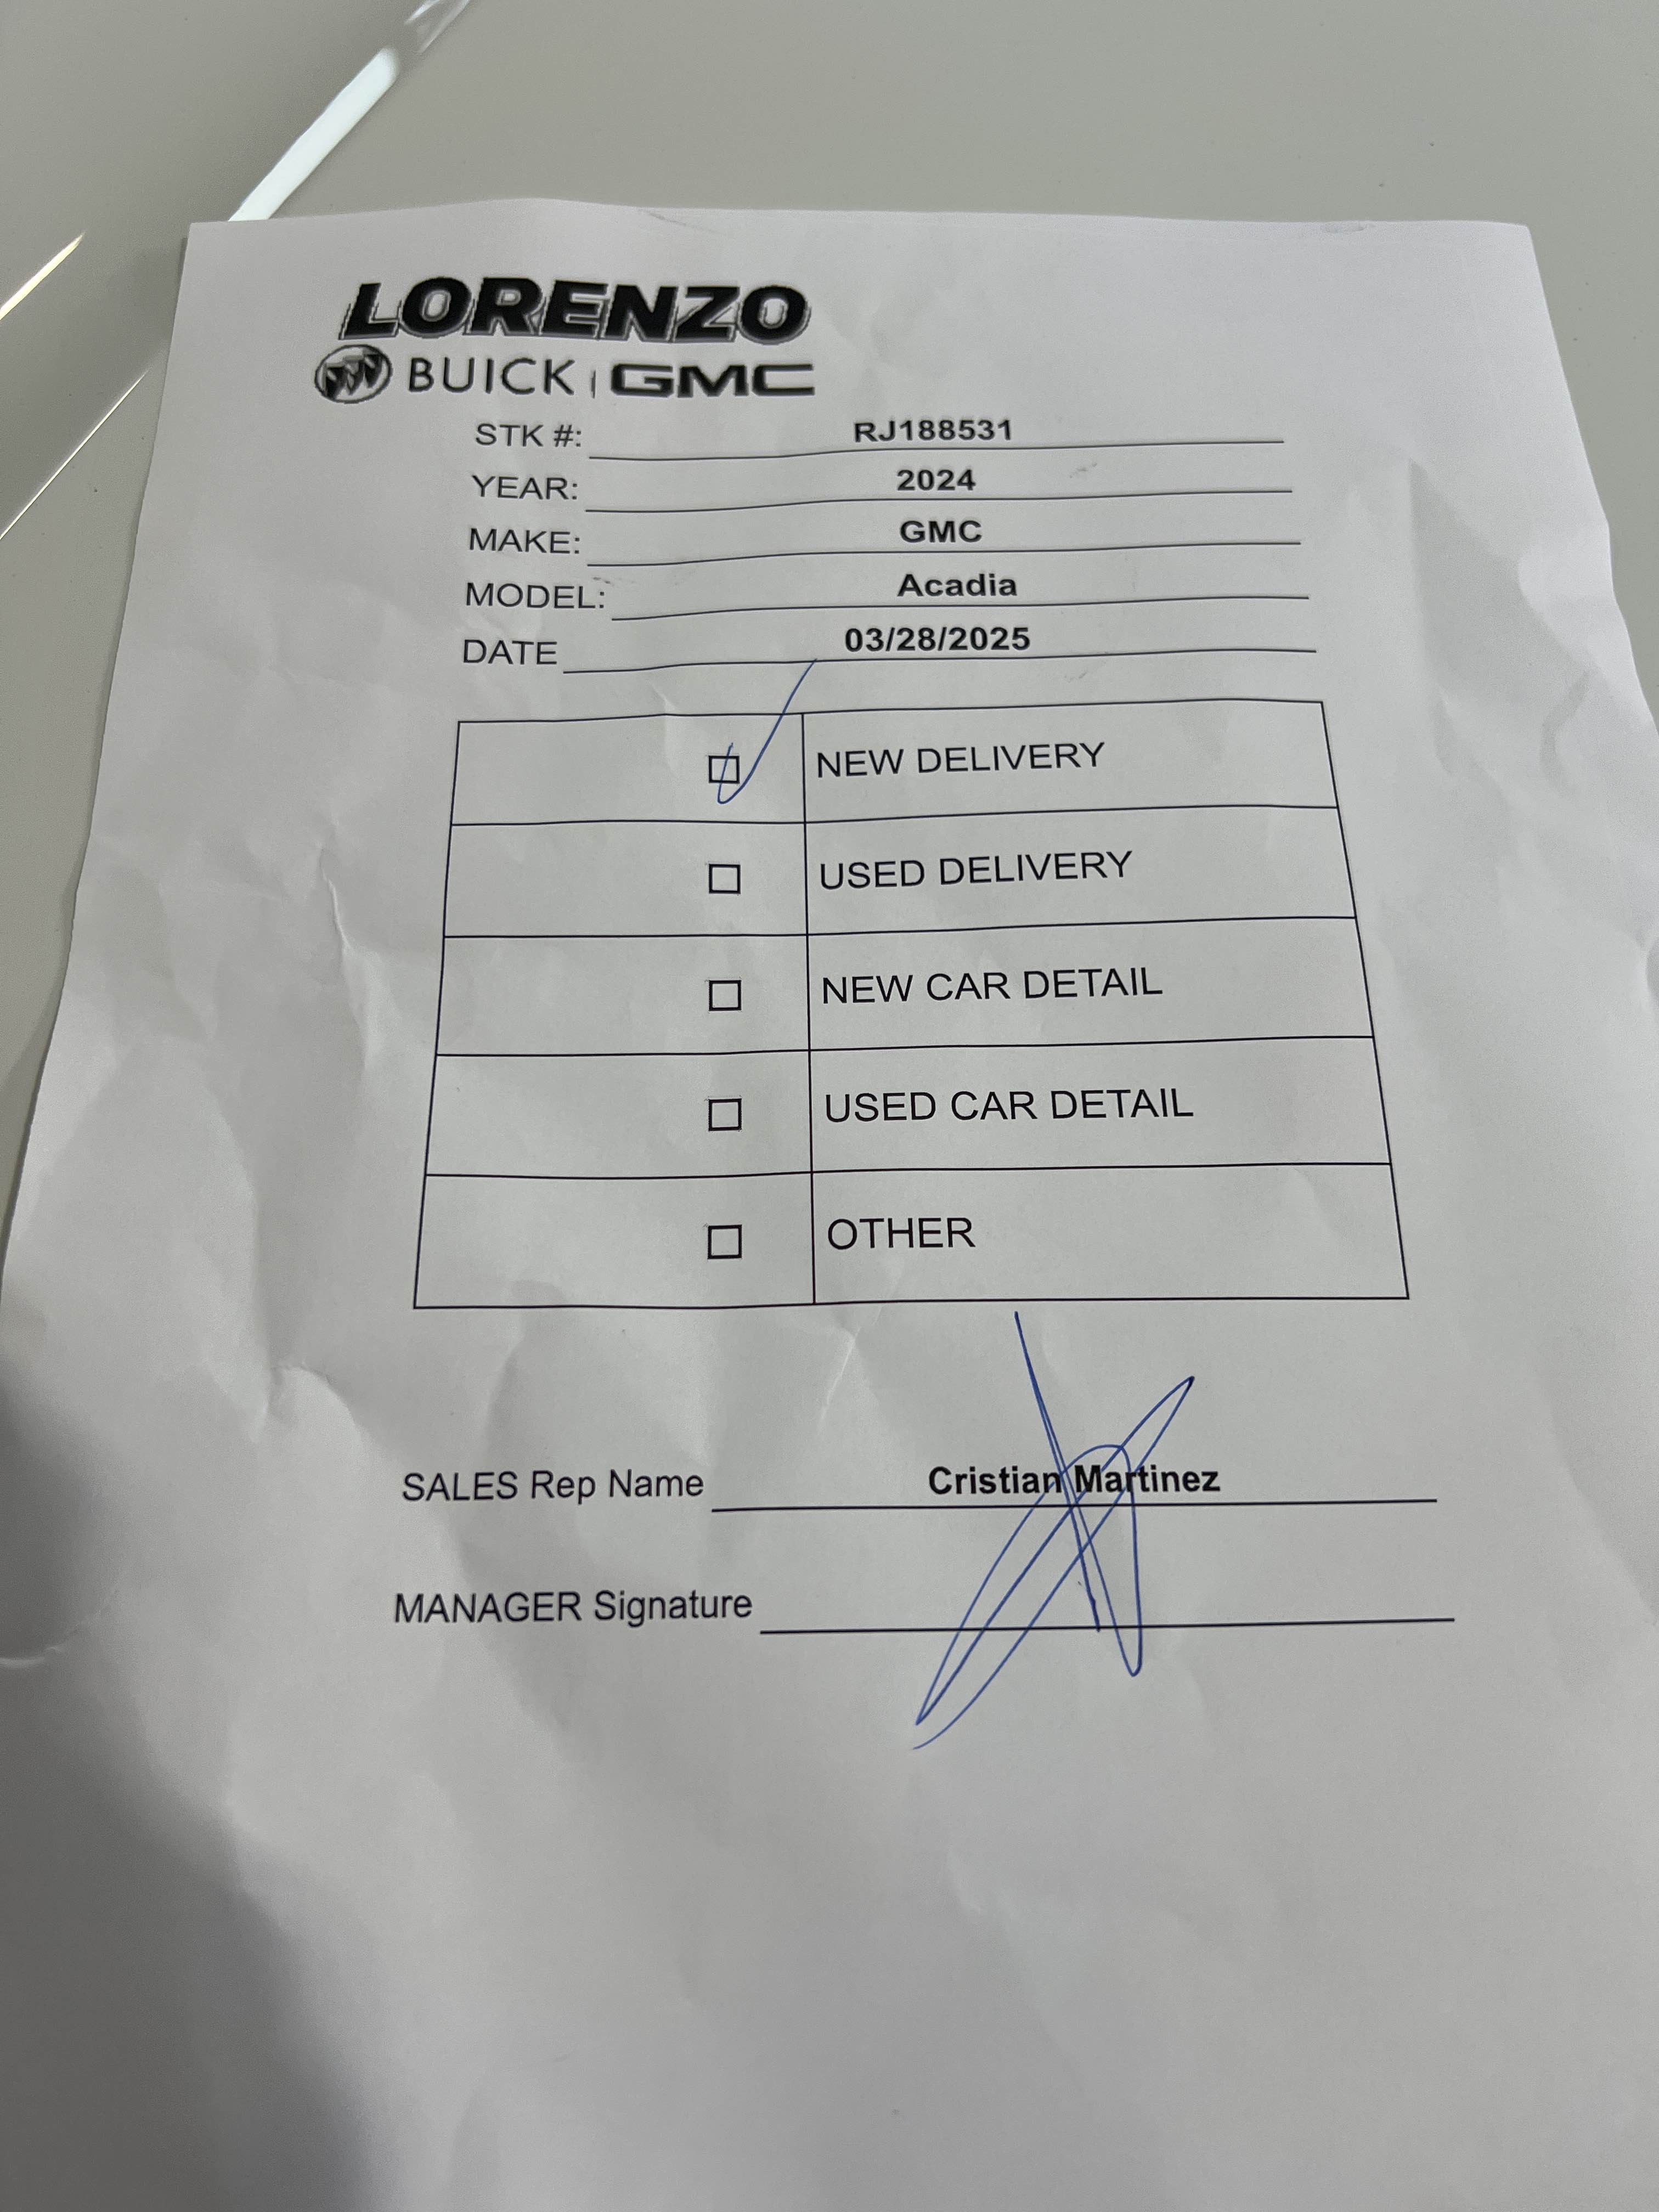 LORENZO
BUICK | GMC
STK #: RJ188531
YEAR: 2024
MAKE: GMC
MODEL: Acadia
DATE 03/28/2025
NEW DELIVERY
USED DELIVERY
NEW CAR DETAIL
USED CAR DETAIL
OTHER
SALES Rep Name Cristian Martinez
MANAGER Signature